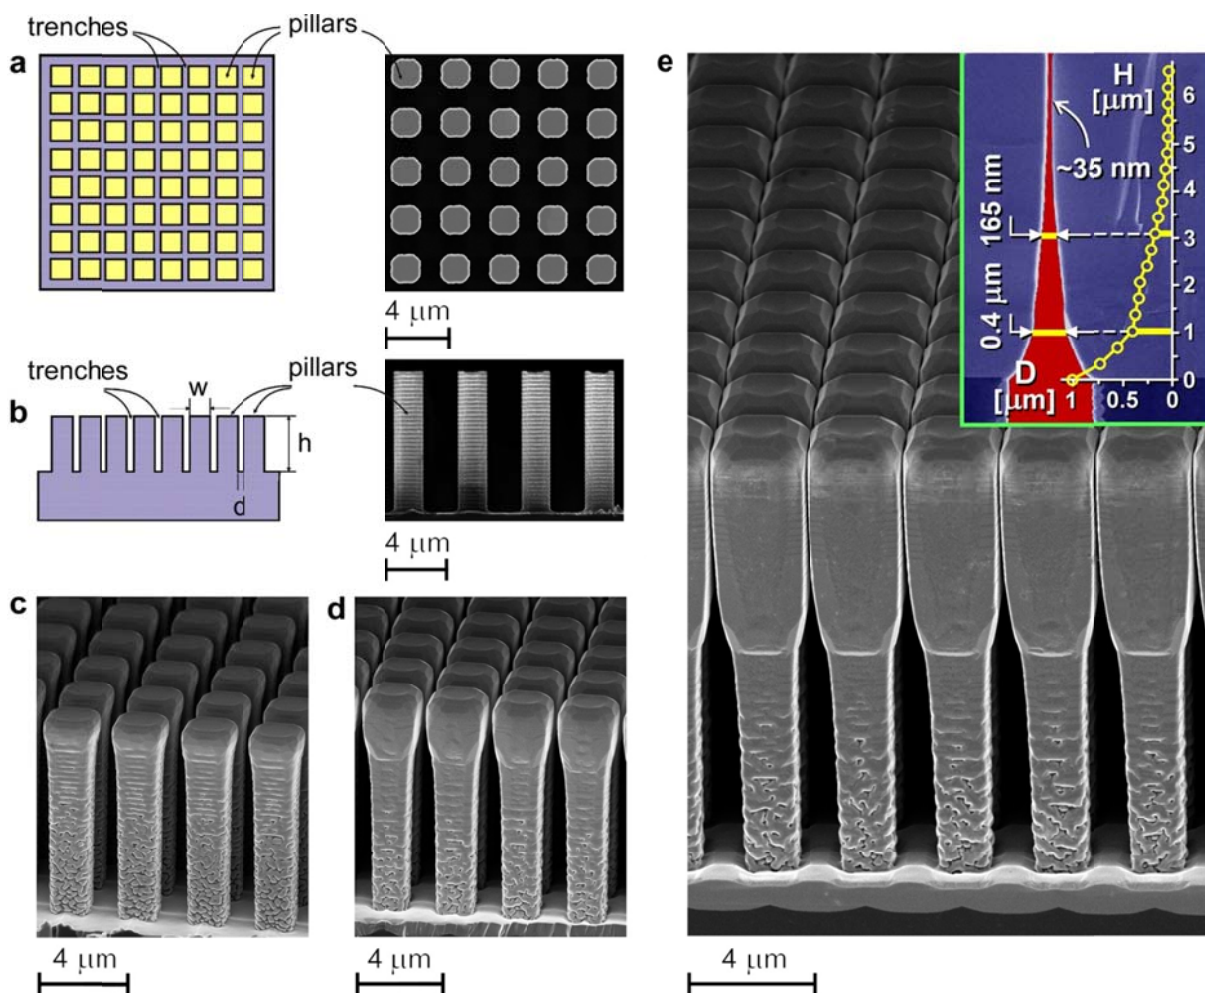 trenches
pillars
a
4 μm
trenches
w
pillars
b
h
d
4 μm
c
d
4 μm
4 μm
e
H
[μm]
6
5
~35 nm
4
165 nm
3
2
0.4 μm
1
D
[μm]
0
1
0.5
0
4 μm